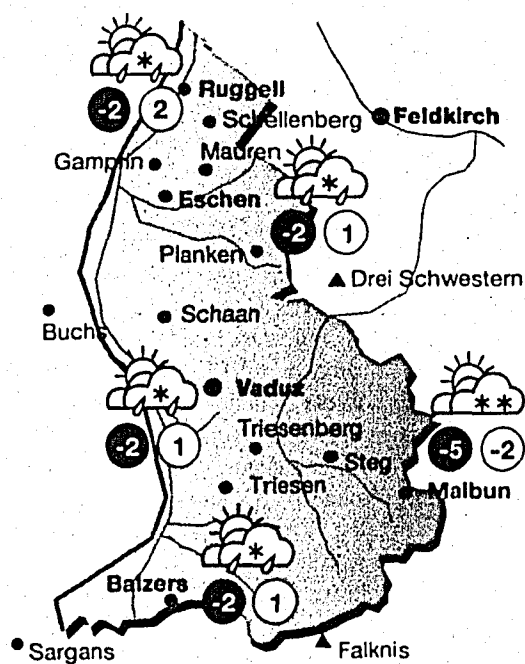 -2 2
Ruggell
Schellenberg
Feldkirch
Gamprin
Mauren
Eschen
-2 1
Planken
Drei Schwestern
Buchs
Schaan
Vaduz
-2 1
Triesenberg
Steg
-5 -2
Triesen
Malbun
Balzers
-2 1
Sargans
Falknis